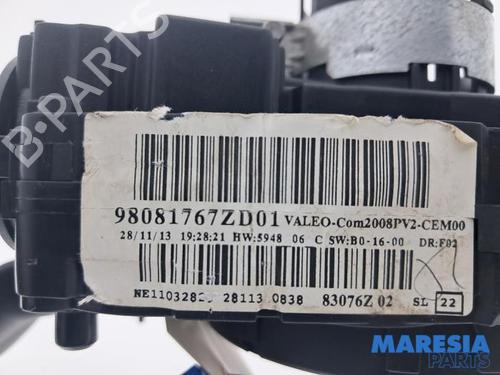 98081767ZD01 VALEO-Com2008PV2-CEM00
28/11/13 19:28:21 HW:5948 06 C SW:B0-16-00 DR:F02
28113 0838 83076Z 02 SL 22
B-PARTS
MARESIA
PARTS